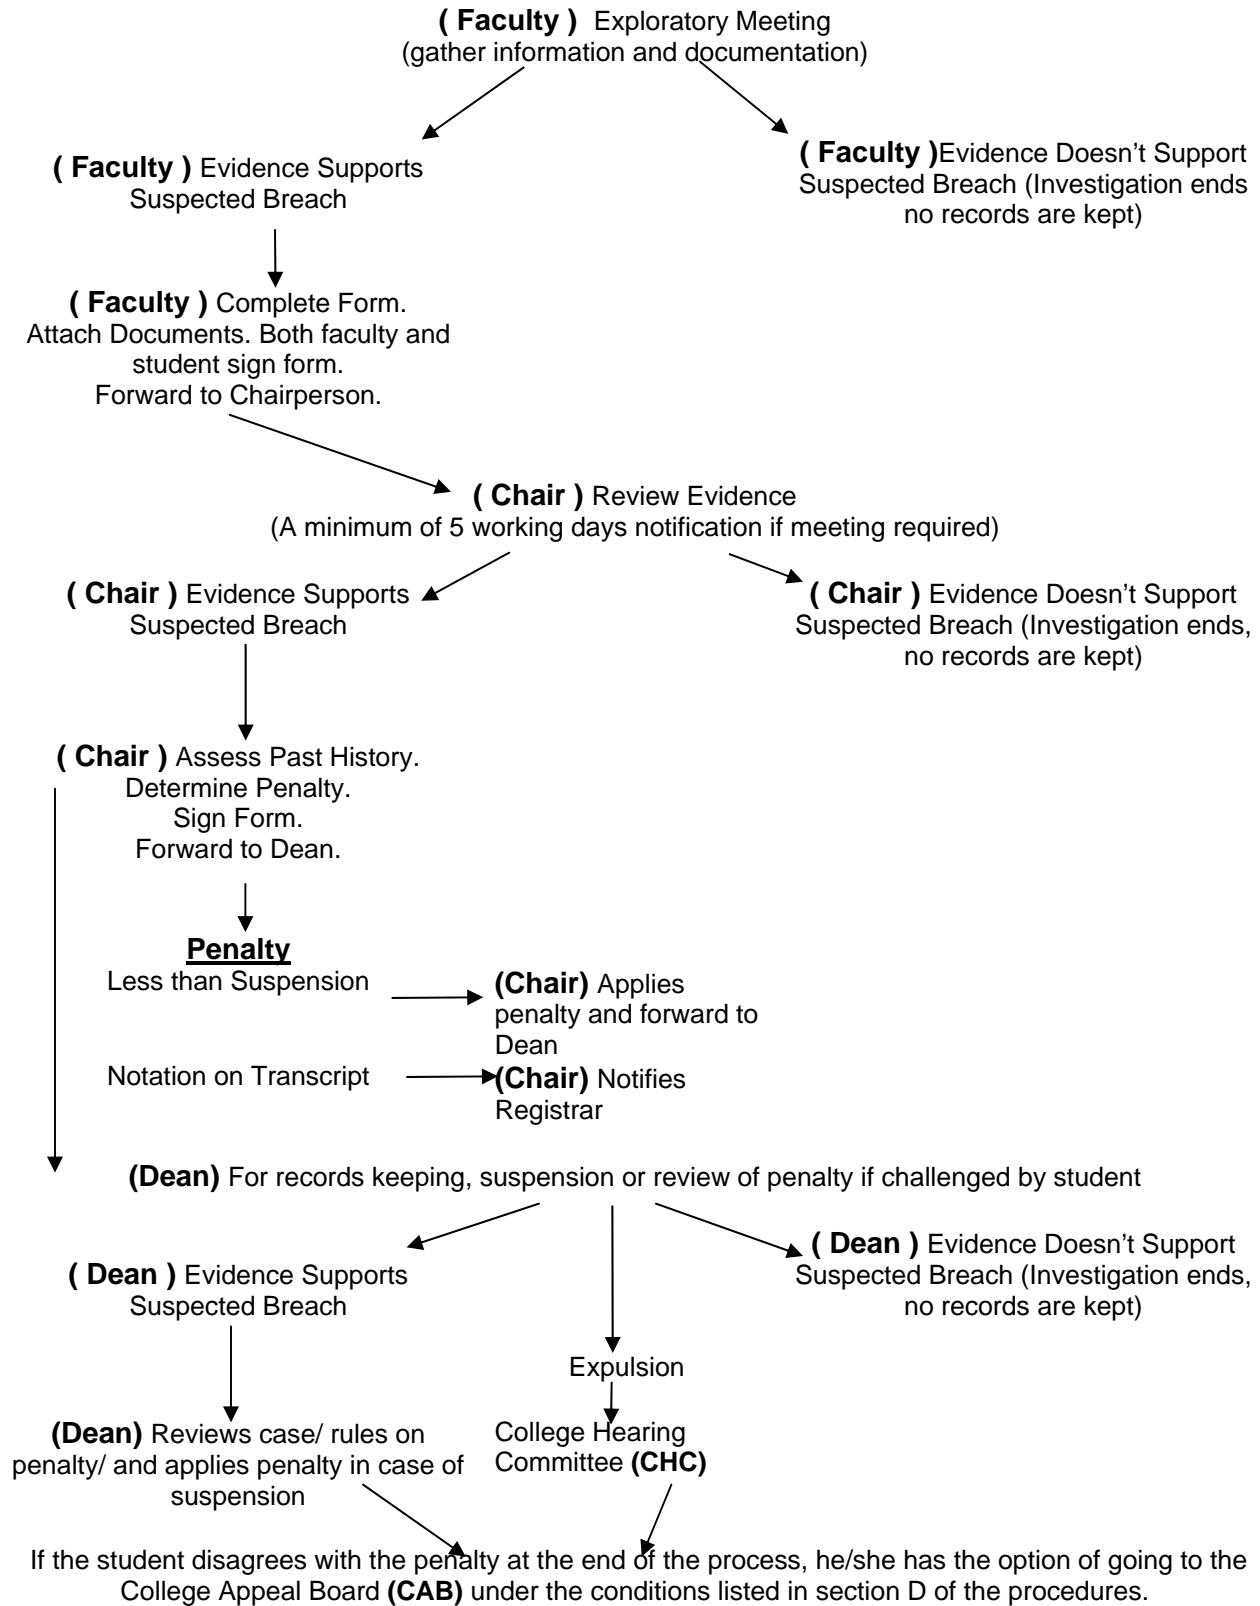 ( Faculty ) Exploratory Meeting
(gather information and documentation)
( Faculty ) Evidence Supports
Suspected Breach
( Faculty )Evidence Doesn't Support
Suspected Breach (Investigation ends
no records are kept)
( Faculty ) Complete Form.
Attach Documents. Both faculty and
student sign form.
Forward to Chairperson.
( Chair ) Review Evidence
(A minimum of 5 working days notification if meeting required)
( Chair ) Evidence Supports
Suspected Breach
( Chair ) Evidence Doesn't Support
Suspected Breach (Investigation ends,
no records are kept)
( Chair ) Assess Past History.
Determine Penalty.
Sign Form.
Forward to Dean.
Penalty
Less than Suspension
(Chair) Applies
penalty and forward to
Dean
Notation on Transcript
(Chair) Notifies
Registrar
(Dean) For records keeping, suspension or review of penalty if challenged by student
( Dean ) Evidence Supports
Suspected Breach
( Dean ) Evidence Doesn't Support
Suspected Breach (Investigation ends,
no records are kept)
Expulsion
(Dean) Reviews case/ rules on
penalty/ and applies penalty in case of
suspension
College Hearing
Committee (CHC)
If the student disagrees with the penalty at the end of the process, he/she has the option of going to the
College Appeal Board (CAB) under the conditions listed in section D of the procedures.